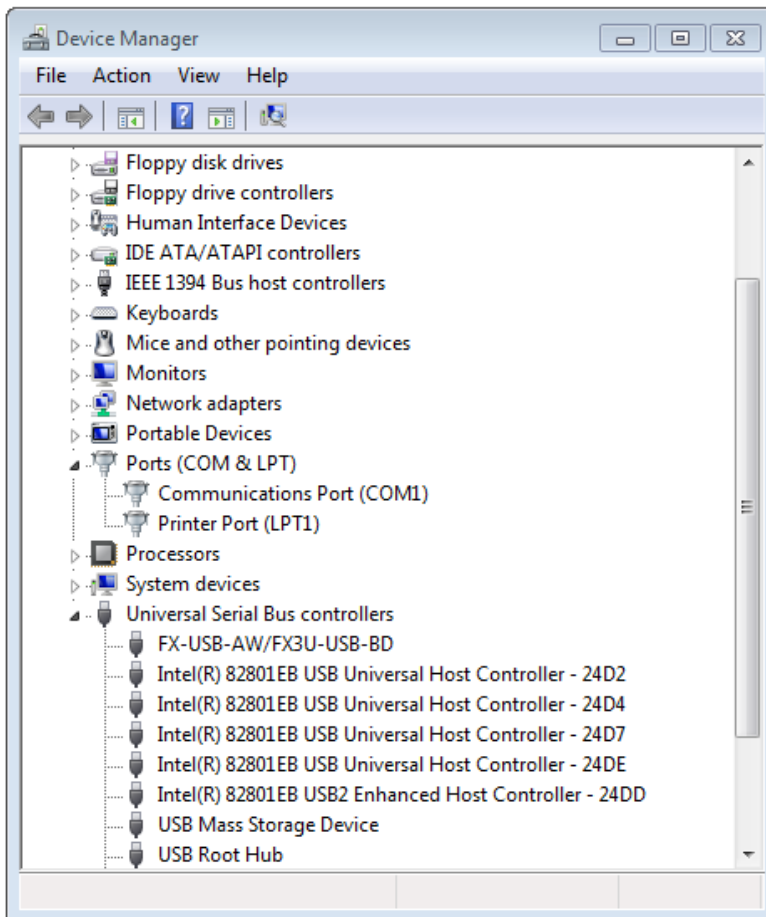 Device Manager
File Action View Help
Floppy disk drives
Floppy drive controllers
Human Interface Devices
IDE ATA/ATAPI controllers
IEEE 1394 Bus host controllers
Keyboards
Mice and other pointing devices
Monitors
Network adapters
Portable Devices
Ports (COM & LPT)
Communications Port (COM1)
Printer Port (LPT1)
Processors
System devices
Universal Serial Bus controllers
FX-USB-AW/FX3U-USB-BD
Intel(R) 82801EB USB Universal Host Controller - 24D2
Intel(R) 82801EB USB Universal Host Controller - 24D4
Intel(R) 82801EB USB Universal Host Controller - 24D7
Intel(R) 82801EB USB Universal Host Controller - 24DE
Intel(R) 82801EB USB2 Enhanced Host Controller - 24DD
USB Mass Storage Device
USB Root Hub